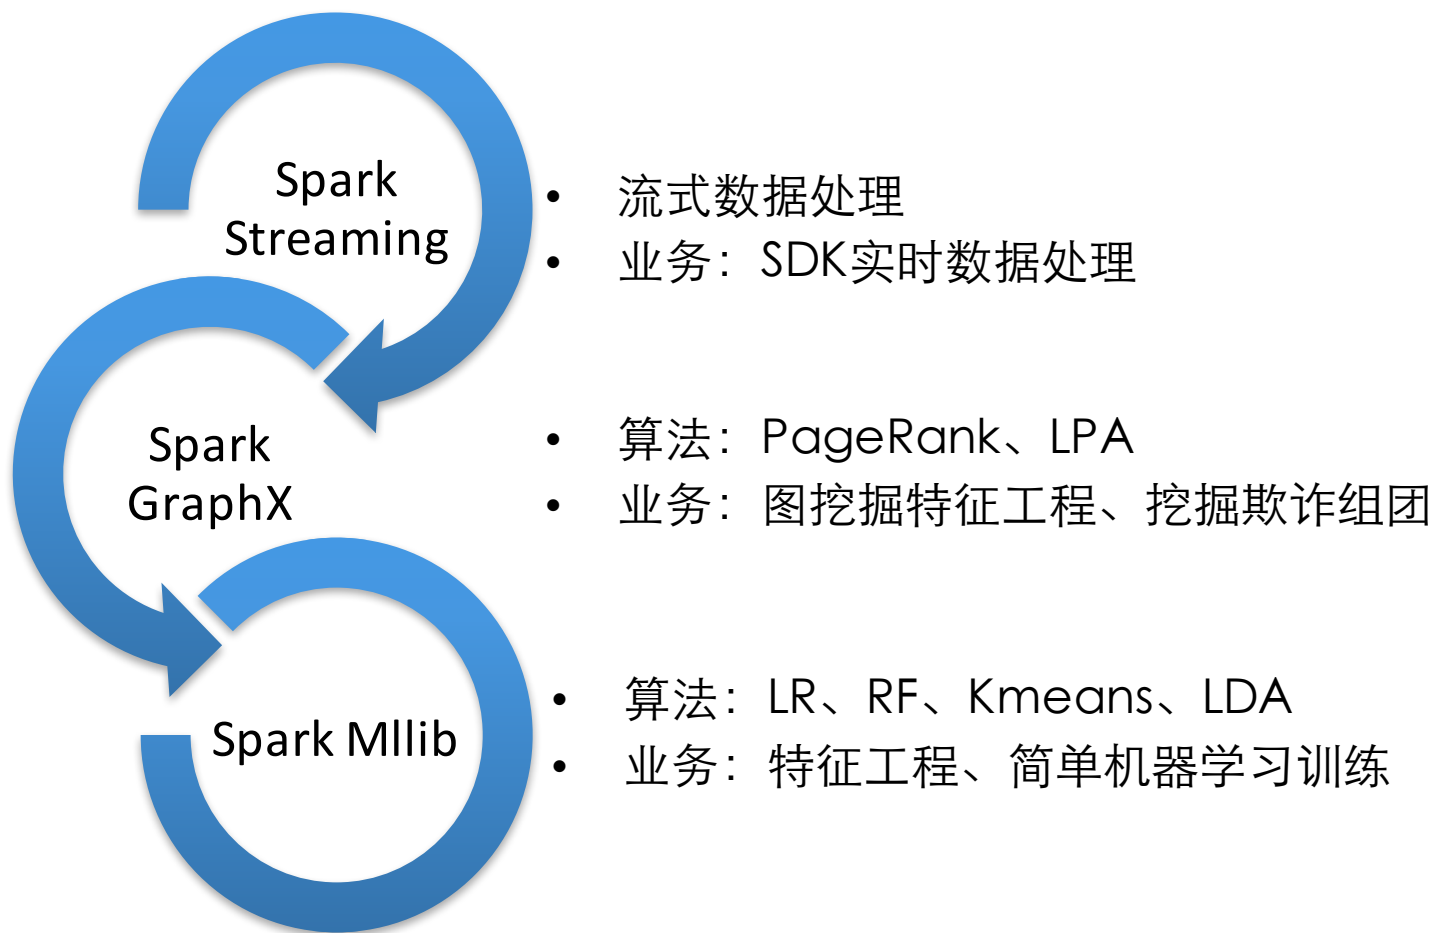 Spark
Streaming
• 流式数据处理
• 业务：SDK实时数据处理
Spark
GraphX
• 算法：PageRank、LPA
• 业务：图挖掘特征工程、挖掘欺诈组团
Spark Mllib
• 算法：LR、RF、Kmeans、LDA
• 业务：特征工程、简单机器学习训练